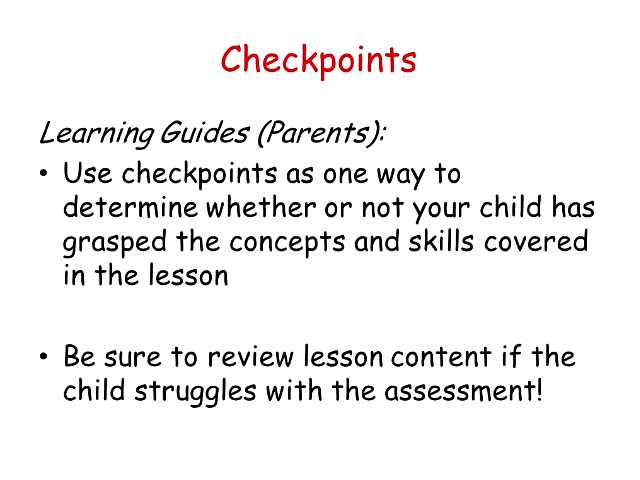 Checkpoints
Learning Guides (Parents):
• Use checkpoints as one way to
determine whether or not your child has
grasped the concepts and skills covered
in the lesson
• Be sure to review lesson content if the
child struggles with the assessment!